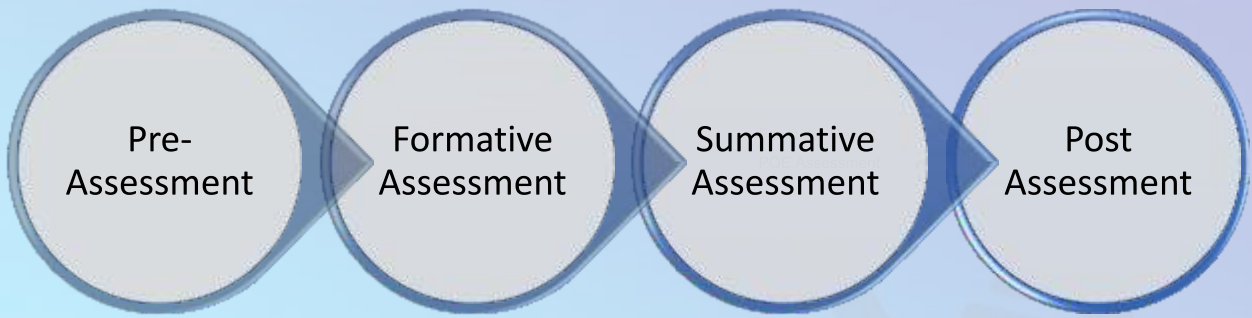 Pre-
Assessment
Formative
Assessment
Summative
Assessment
Post
Assessment